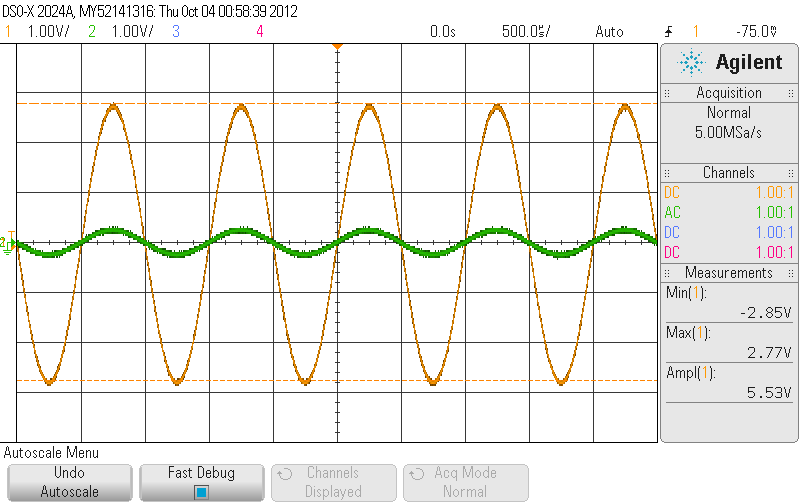 DSO-X 2024A, MY52141316: Thu Oct 04 00:58:39 2012
1 1.00V/ 2 1.00V/ 3 4 0.0s 500.0us/ Auto 1 -75.0mV
Agilent
Acquisition
Normal
5.00MSa/s
Channels
DC 1.00:1
AC 1.00:1
DC 1.00:1
DC 1.00:1
Measurements
Min(1):
-2.85V
Max(1):
2.77V
Ampl(1):
5.53V
2
Autoscale Menu
Undo
Autoscale
Fast Debug
Channels
Displayed
Acq Mode
Normal